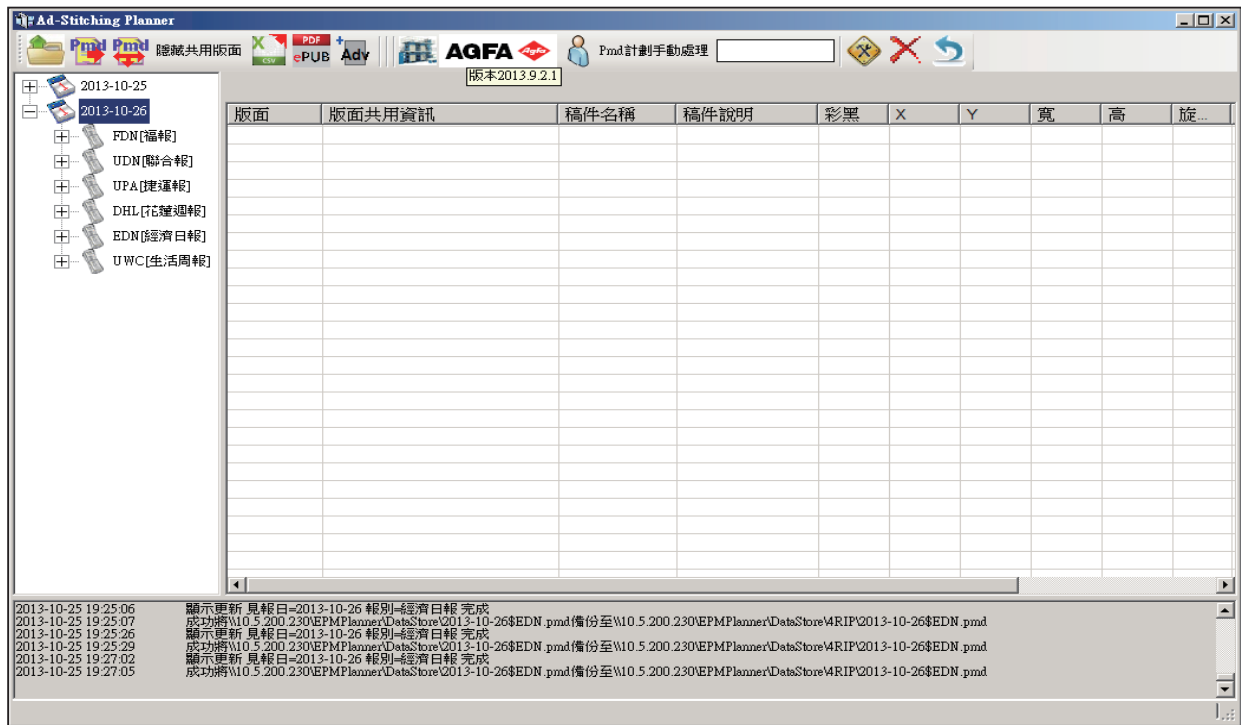 Ad-Stitching Planner
Pmd Pmd 隱藏共用版面 X CSV PDF ePUB +Adv AGFA Agfa Pmd計劃手動處理
版本2013.9.2.1
2013-10-25
2013-10-26
FDN[福報]
UDN[聯合報]
UPA[捷運報]
DHL[花蓮週報]
EDN[經濟日報]
UWC[生活周報]
版面 版面共用資訊 稿件名稱 稿件說明 彩黑 X Y 寬 高 旋...
2013-10-25 19:25:06 顯示更新 見報日=2013-10-26 報別=經濟日報 完成
2013-10-25 19:25:07 成功將\\10.5.200.230\EPMPlanner\DataStore\2013-10-26$EDN.pmd備份至\\10.5.200.230\EPMPlanner\DataStore\4RIP\2013-10-26$EDN.pmd
2013-10-25 19:25:26 顯示更新 見報日=2013-10-26 報別=經濟日報 完成
2013-10-25 19:25:29 成功將\\10.5.200.230\EPMPlanner\DataStore\2013-10-26$EDN.pmd備份至\\10.5.200.230\EPMPlanner\DataStore\4RIP\2013-10-26$EDN.pmd
2013-10-25 19:27:02 顯示更新 見報日=2013-10-26 報別=經濟日報 完成
2013-10-25 19:27:05 成功將\\10.5.200.230\EPMPlanner\DataStore\2013-10-26$EDN.pmd備份至\\10.5.200.230\EPMPlanner\DataStore\4RIP\2013-10-26$EDN.pmd